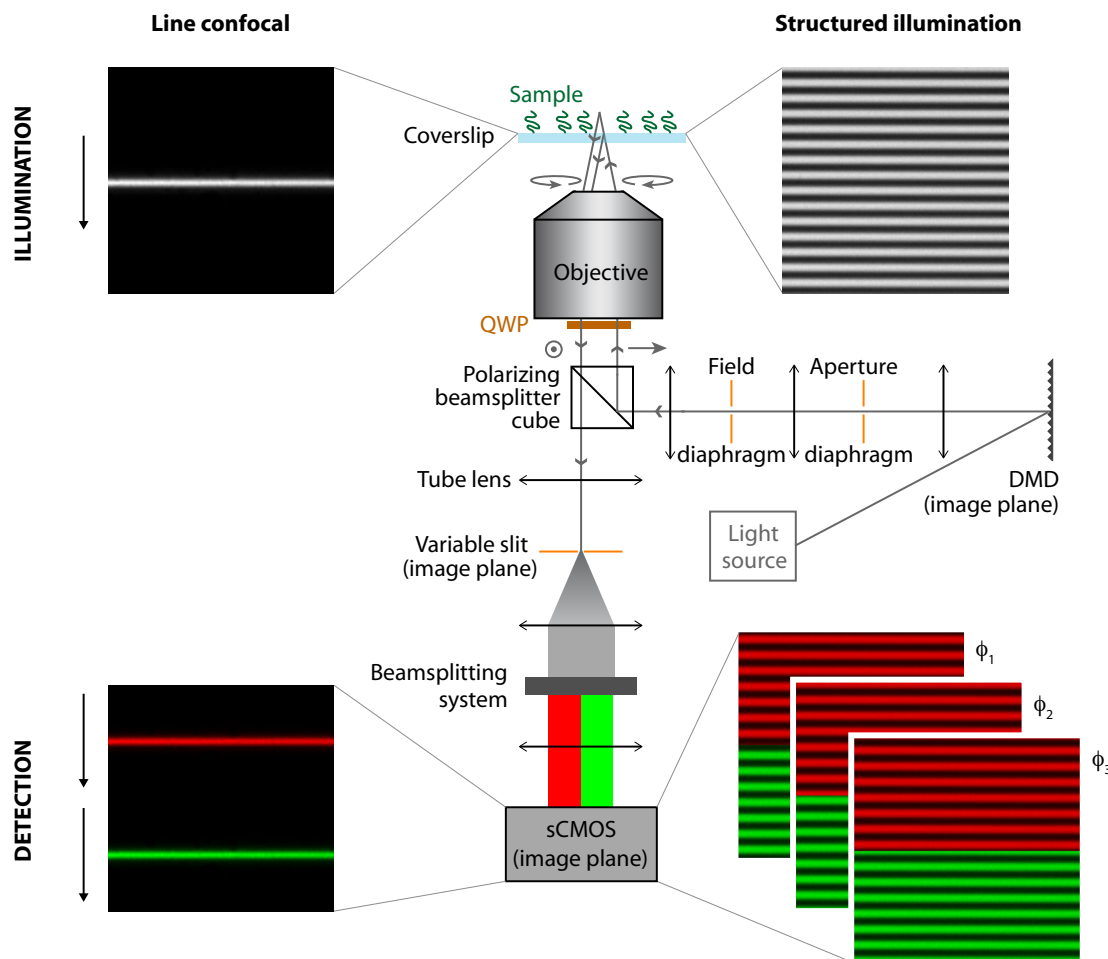 Line confocal
Structured illumination
ILLUMINATION
Sample
Coverslip
Objective
QWP
Polarizing
beamsplitter
cube
Field
diaphragm
Aperture
diaphragm
DMD
(image plane)
Tube lens
Light
source
Variable slit
(image plane)
Beamsplitting
system
DETECTION
sCMOS
(image plane)
ϕ₁
ϕ₂
ϕ₃